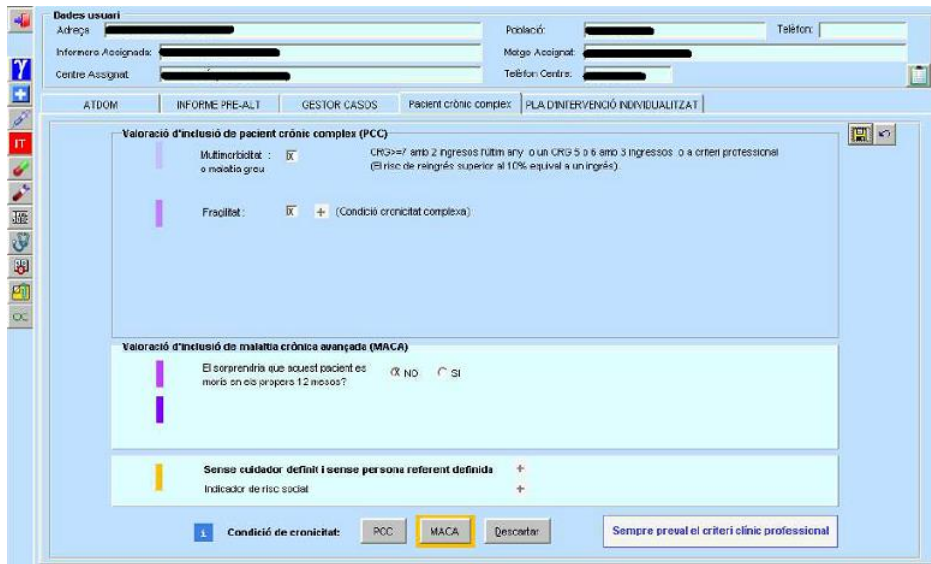 Dades usuari
Adreça
Població:
Telèfon:
Infermera Assignada:
Metge Assignat:
Centre Assignat
Telèfon Centre:
ATDOM
INFORME PRE-ALT
GESTOR CASOS
Pacient crònic complex
PLA D'INTERVENCIÓ INDIVIDUALITZAT
Valoració d'inclusió de pacient crònic complex (PCC)
Multimorbiditat :
o malaltia greu
CRG>=7 amb 2 ingresos l'últim any o un CRG 5 o 6 amb 3 ingressos o a criteri professional
(El risc de reingrés superior al 10% equival a un ingrés).
Fragilitat :
+ (Condició cronicitat complexa)
Valoració d'inclusió de malaltia crònica avançada (MACA)
El sorprendria que aquest pacient es
morís en els propers 12 mesos?
NO
SI
Sense cuidador definit i sense persona referent definida +
Indicador de risc social +
i
Condició de cronicitat:
PCC
MACA
Descartar
Sempre preval el criteri clínic professional
IT